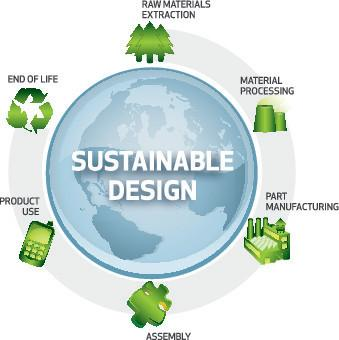 RAW MATERIALS
EXTRACTION
MATERIAL
PROCESSING
PART
MANUFACTURING
ASSEMBLY
PRODUCT
USE
END OF LIFE
SUSTAINABLE
DESIGN